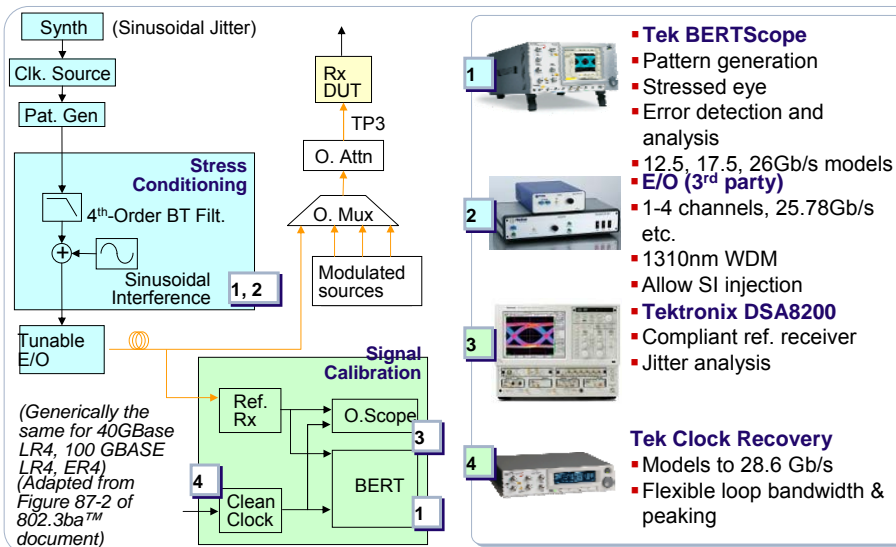 Synth
(Sinusoidal Jitter)
Clk. Source
Pat. Gen
Stress
Conditioning
4th-Order BT Filt.
Sinusoidal
Interference
1, 2
Tunable
E/O
Rx
DUT
TP3
O. Attn
O. Mux
Modulated
sources
Signal
Calibration
Ref.
Rx
O.Scope
3
BERT
1
4
Clean
Clock
(Generically the
same for 40GBase
LR4, 100 GBASE
LR4, ER4)
(Adapted from
Figure 87-2 of
802.3ba™
document)
1
Tek BERTScope
Pattern generation
Stressed eye
Error detection and
analysis
12.5, 17.5, 26Gb/s models
2
E/O (3rd party)
1-4 channels, 25.78Gb/s
etc.
1310nm WDM
Allow SI injection
3
Tektronix DSA8200
Compliant ref. receiver
Jitter analysis
4
Tek Clock Recovery
Models to 28.6 Gb/s
Flexible loop bandwidth &
peaking